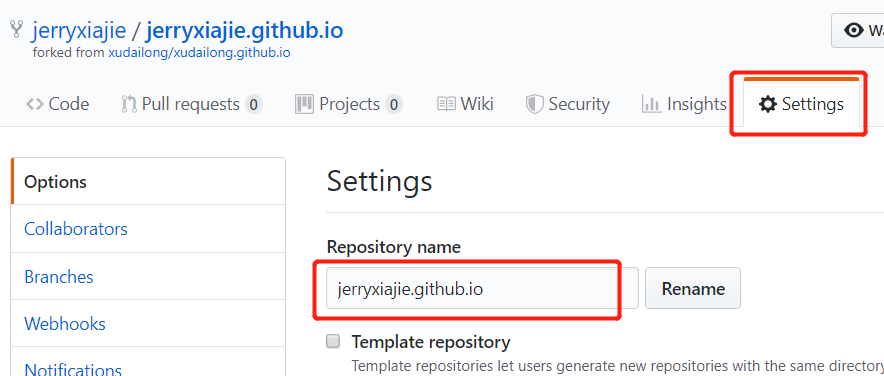 jerryxiajie / jerryxiajie.github.io
forked from xudailong/xudailong.github.io
Code Pull requests 0 Projects 0 Wiki Security Insights Settings
Options
Collaborators
Branches
Webhooks
Notifications
Settings
Repository name
jerryxiajie.github.io Rename
Template repository
Template repositories let users generate new repositories with the same directory